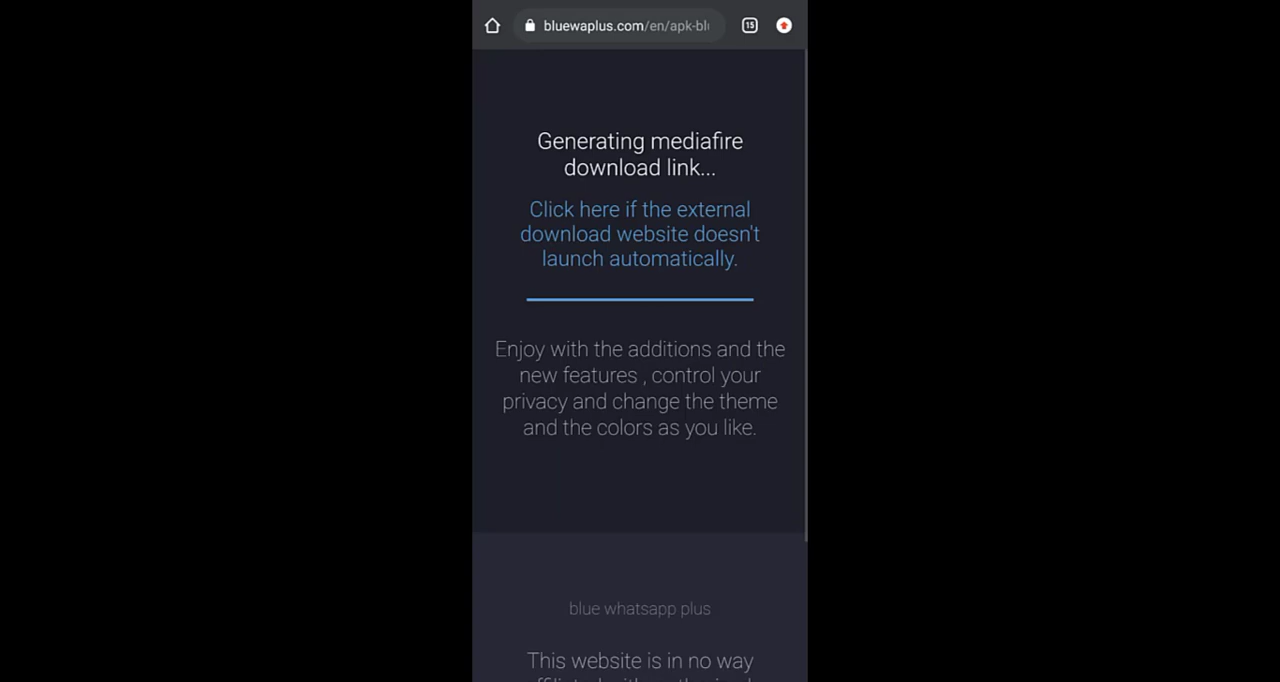 bluewaplus.com/en/apk-bl
15
Generating mediafire
download link...
Click here if the external
download website doesn't
launch automatically.
Enjoy with the additions and the
new features , control your
privacy and change the theme
and the colors as you like.
blue whatsapp plus
This website is in no way